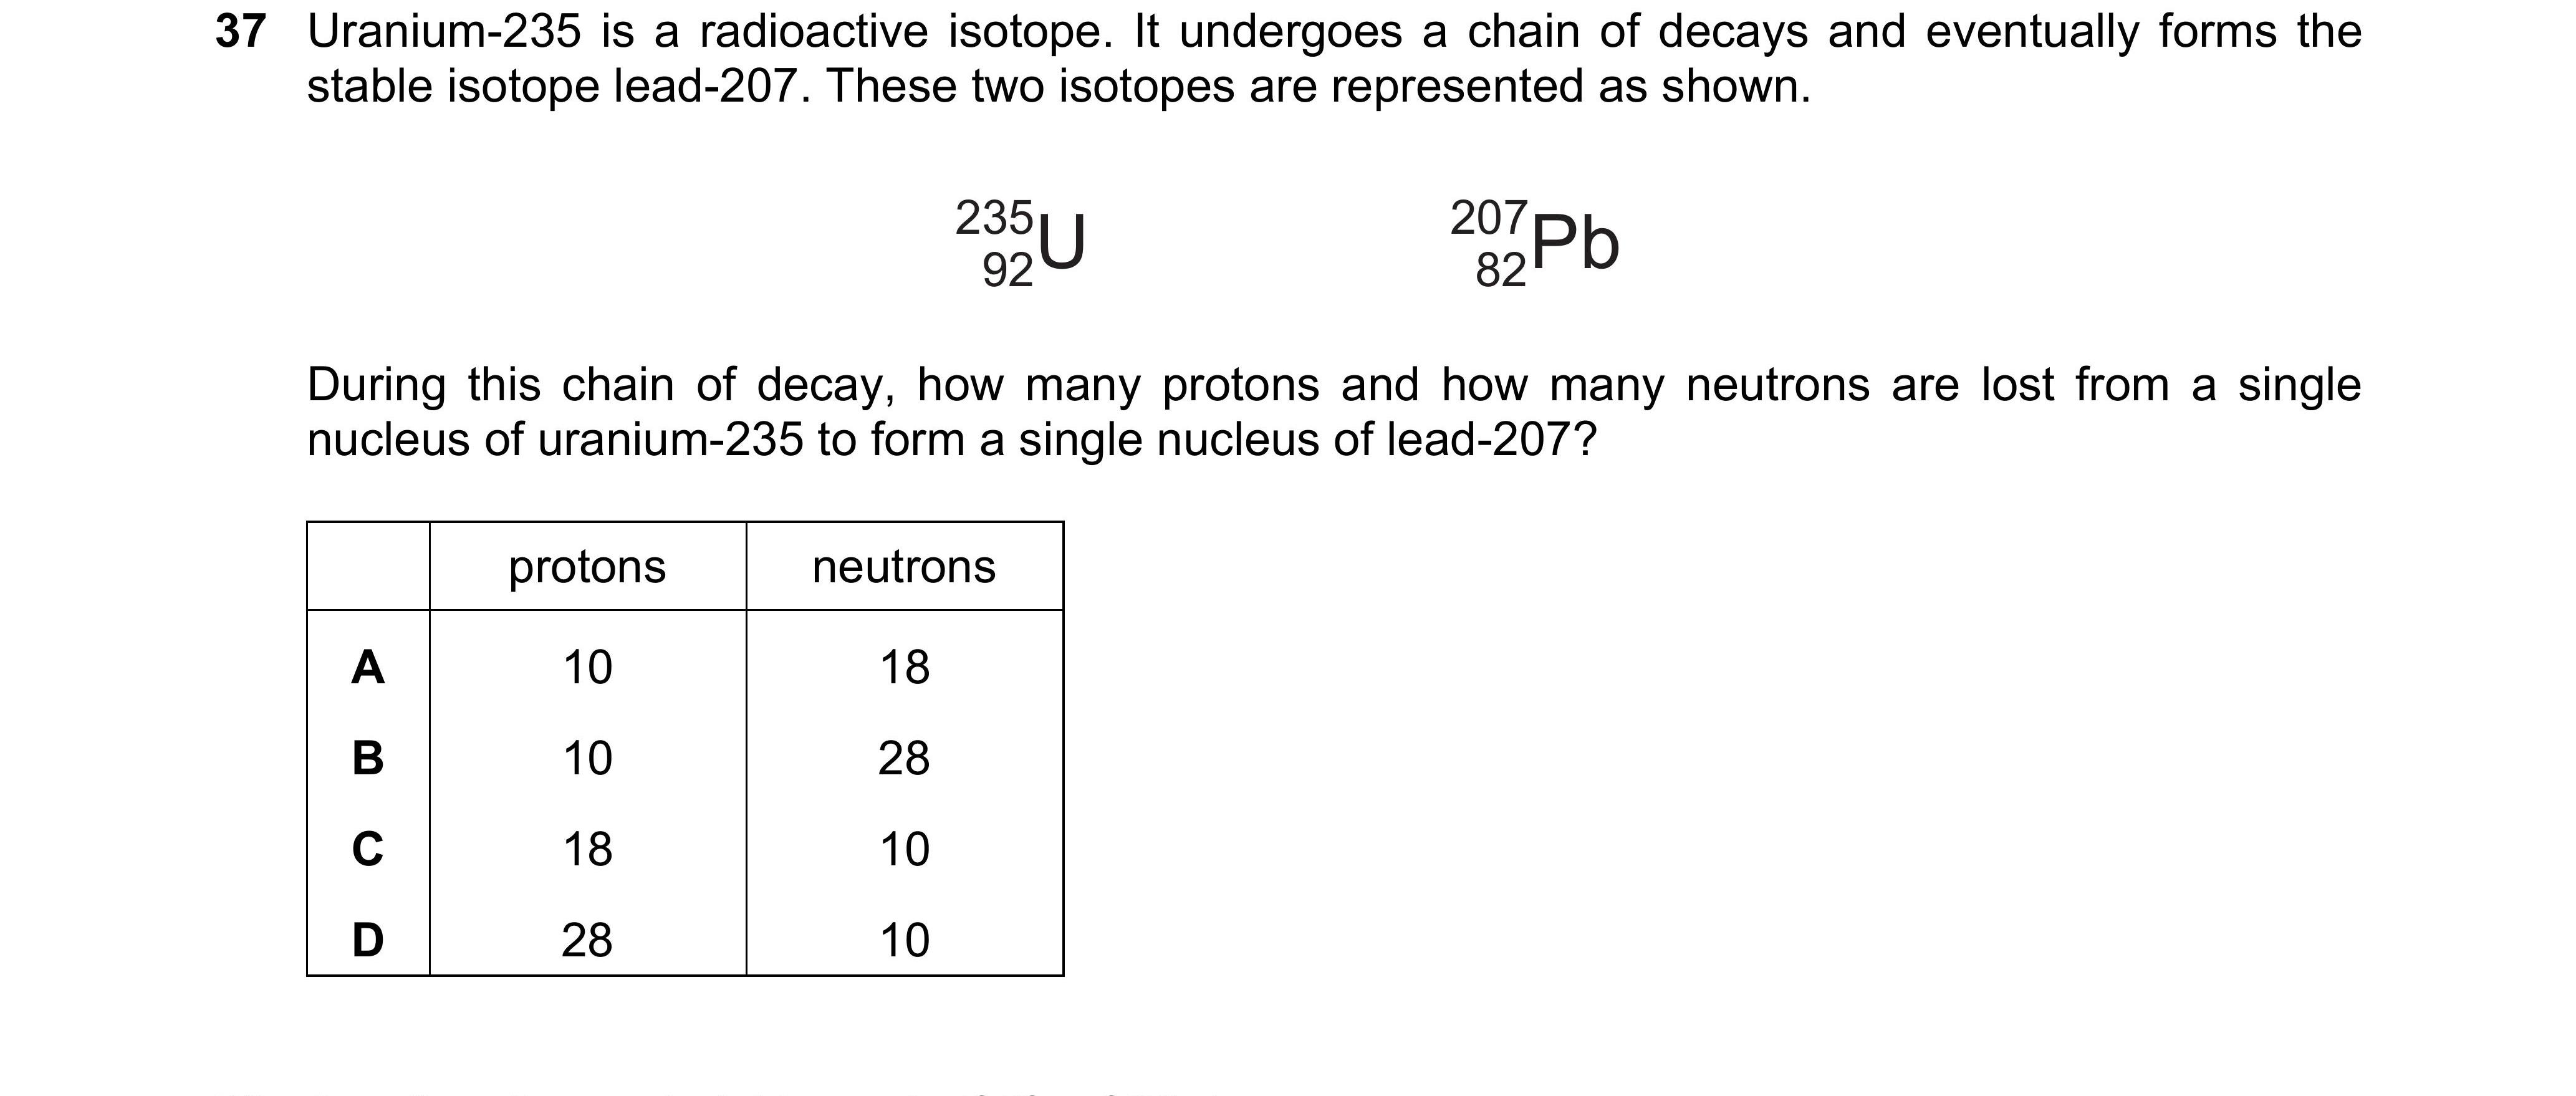 37 Uranium-235 is a radioactive isotope. It undergoes a chain of decays and eventually forms the
stable isotope lead-207. These two isotopes are represented as shown.
235
92 U
207
82 Pb
During this chain of decay, how many protons and how many neutrons are lost from a single
nucleus of uranium-235 to form a single nucleus of lead-207?
protons neutrons
A 10 18
B 10 28
C 18 10
D 28 10